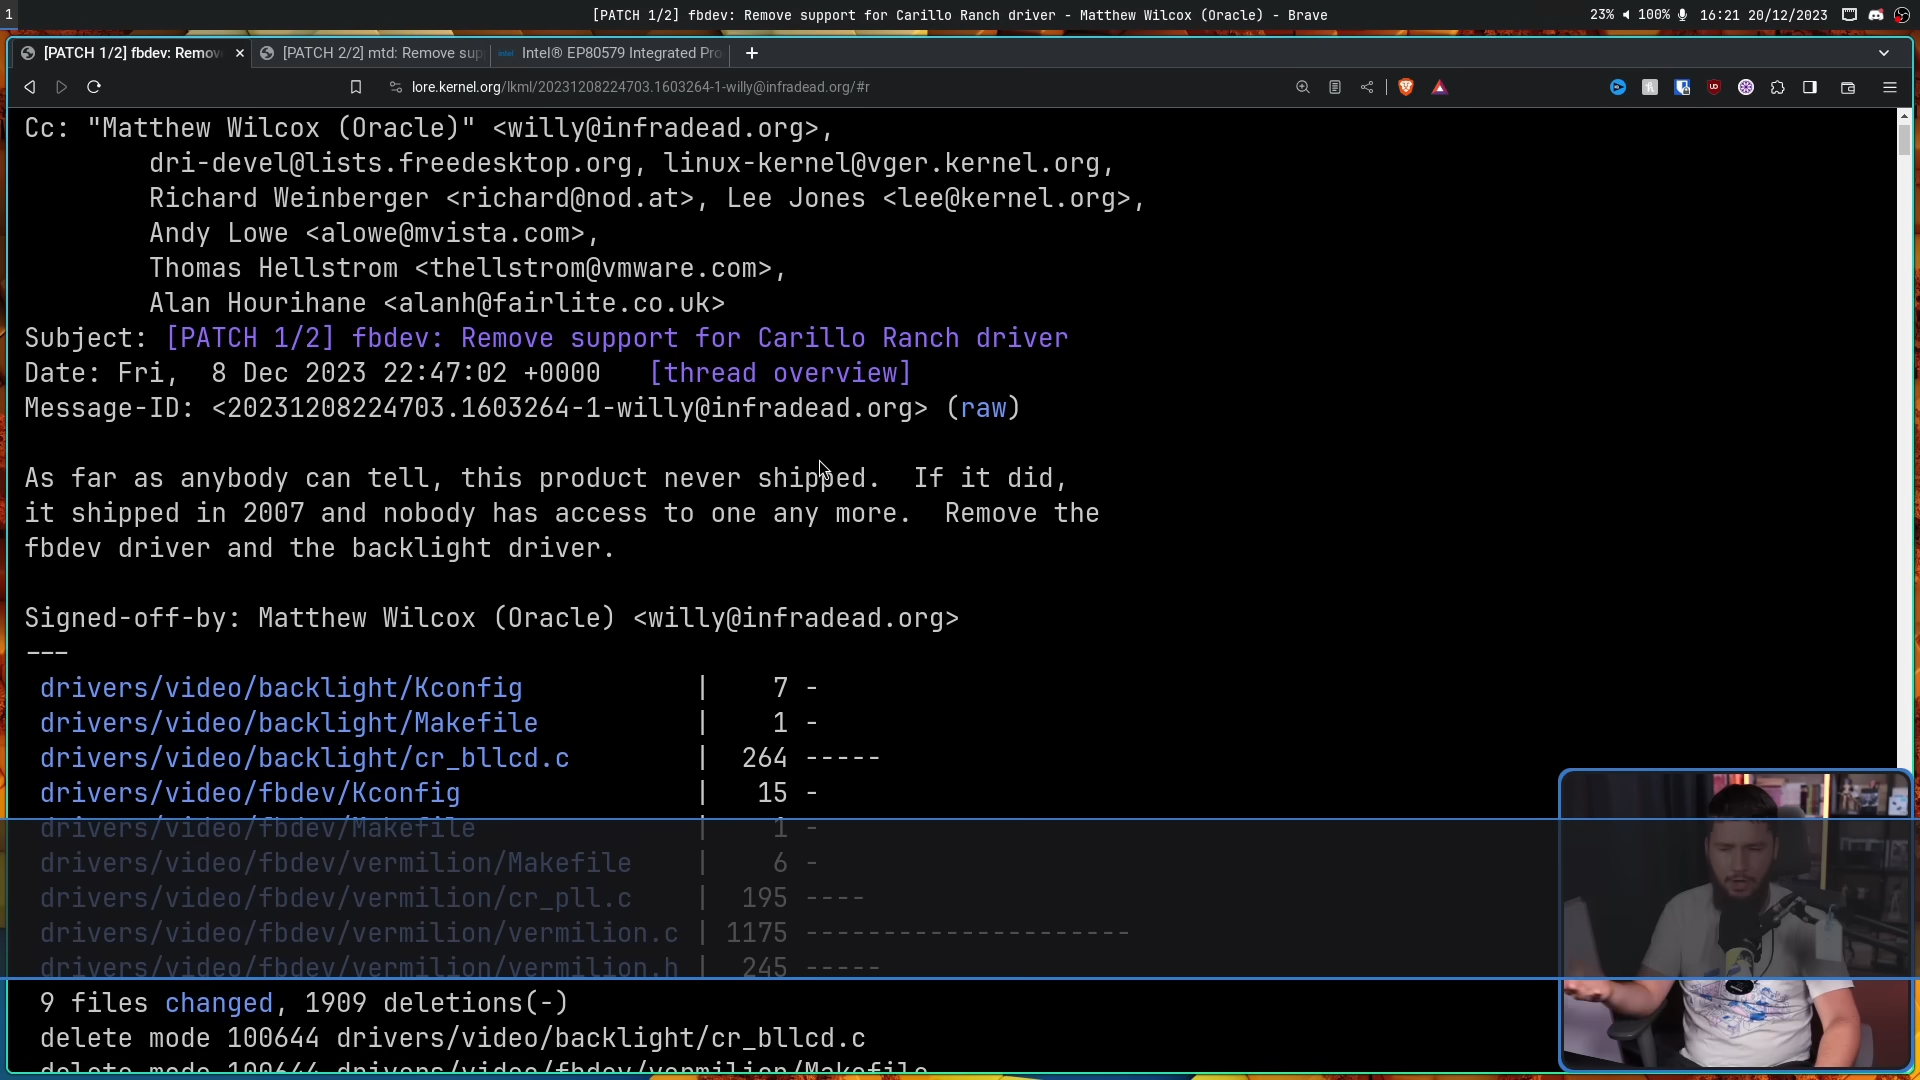 1
[PATCH 1/2] fbdev: Remove support for Carillo Ranch driver - Matthew Wilcox (Oracle) - Brave
23% 100% 16:21 20/12/2023
[PATCH 1/2] fbdev: Remov
[PATCH 2/2] mtd: Remove sup
intel Intel® EP80579 Integrated Pro
lore.kernel.org/lkml/20231208224703.1603264-1-willy@infradead.org/#r
Cc: "Matthew Wilcox (Oracle)" <willy@infradead.org>,
dri-devel@lists.freedesktop.org, linux-kernel@vger.kernel.org,
Richard Weinberger <richard@nod.at>, Lee Jones <lee@kernel.org>,
Andy Lowe <alowe@mvista.com>,
Thomas Hellstrom <thellstrom@vmware.com>,
Alan Hourihane <alanh@fairlite.co.uk>
Subject: [PATCH 1/2] fbdev: Remove support for Carillo Ranch driver
Date: Fri,  8 Dec 2023 22:47:02 +0000   [thread overview]
Message-ID: <20231208224703.1603264-1-willy@infradead.org> (raw)
As far as anybody can tell, this product never shipped.  If it did,
it shipped in 2007 and nobody has access to one any more.  Remove the
fbdev driver and the backlight driver.
Signed-off-by: Matthew Wilcox (Oracle) <willy@infradead.org>
---
drivers/video/backlight/Kconfig | 7 -
drivers/video/backlight/Makefile | 1 -
drivers/video/backlight/cr_bllcd.c | 264 -----
drivers/video/fbdev/Kconfig | 15 -
drivers/video/fbdev/Makefile | 1 -
drivers/video/fbdev/vermilion/Makefile | 6 -
drivers/video/fbdev/vermilion/cr_pll.c | 195 ----
drivers/video/fbdev/vermilion/vermilion.c | 1175 ---------------------
drivers/video/fbdev/vermilion/vermilion.h | 245 -----
9 files changed, 1909 deletions(-)
delete mode 100644 drivers/video/backlight/cr_bllcd.c
delete mode 100644 drivers/video/fbdev/vermilion/Makefile